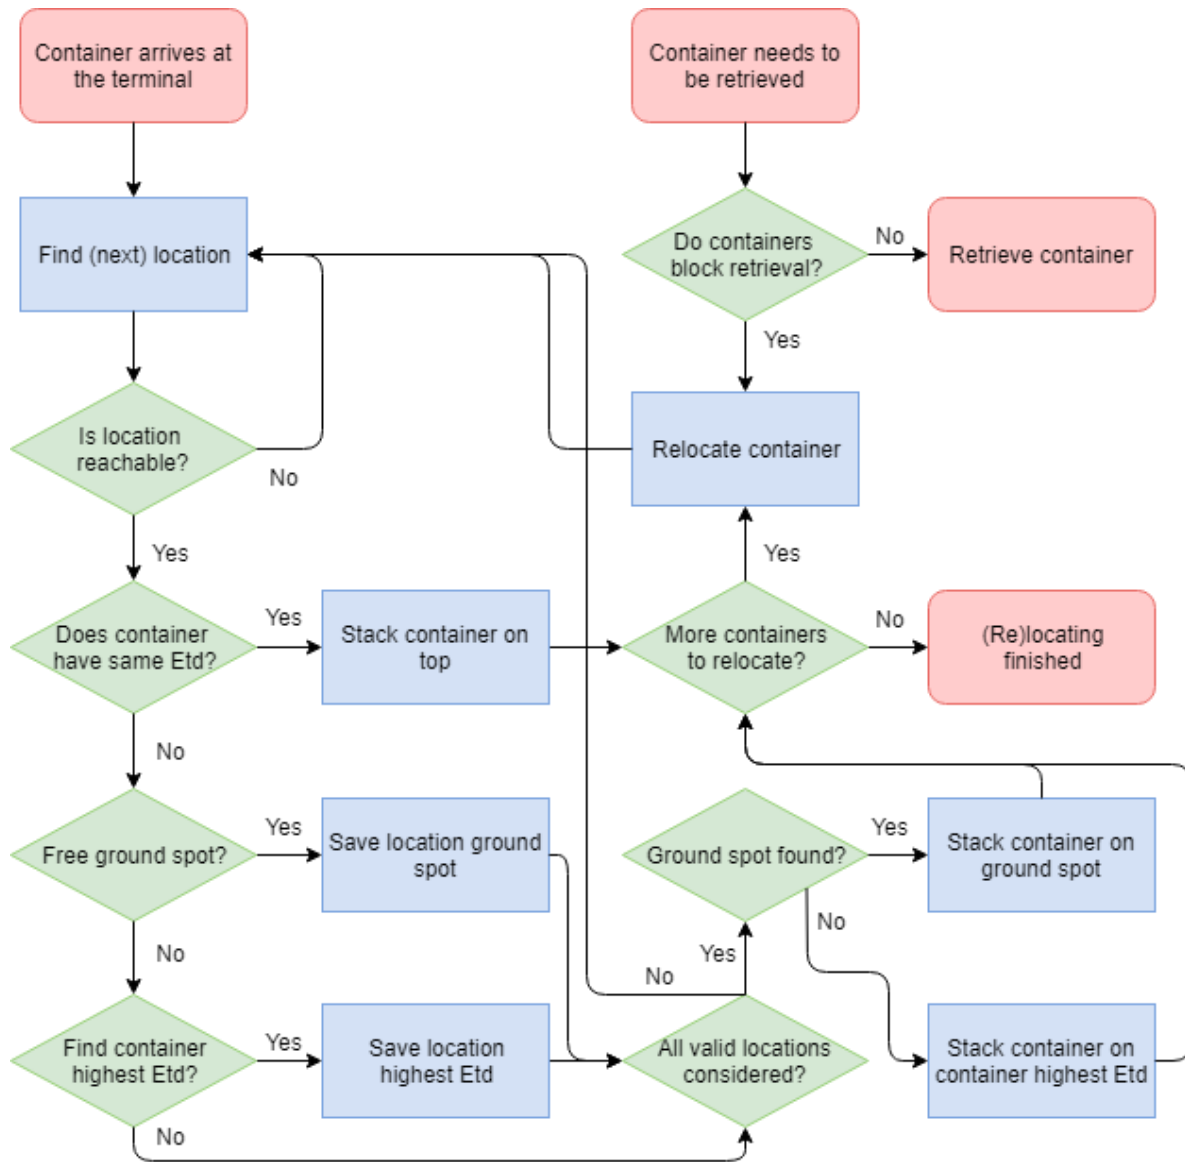 Container arrives at
the terminal
Container needs to
be retrieved
Find (next) location
Do containers
block retrieval?
No
Retrieve container
Yes
Is location
reachable?
No
Relocate container
Yes
Yes
Does container
have same Etd?
Yes
Stack container on
top
More containers
to relocate?
No
(Re)locating
finished
No
Free ground spot?
Yes
Save location ground
spot
Ground spot found?
Yes
Stack container on
ground spot
No
No
Yes
No
Find container
highest Etd?
Yes
Save location
highest Etd
All valid locations
considered?
Stack container on
container highest Etd
No